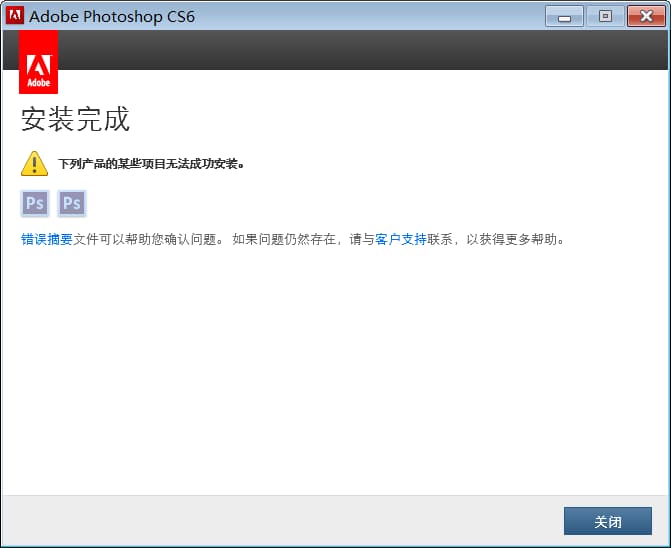 Adobe Photoshop CS6
Adobe
安装完成
下列产品的某些项目无法成功安装。
Ps Ps
错误摘要文件可以帮助您确认问题。 如果问题仍然存在，请与客户支持联系，以获得更多帮助。
关闭